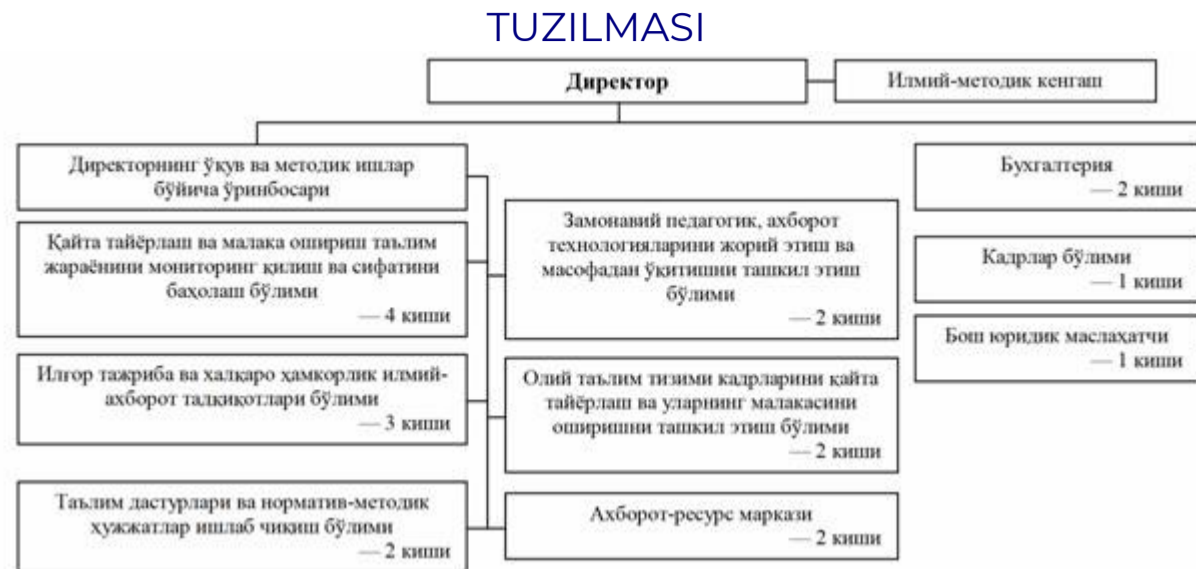 TUZILMASI
Директор
Илмий-методик кенгаш
Директорнинг ўқув ва методик ишлар
бўйича ўринбосари
Қайта тайёрлаш ва малака ошириш таълим
жараёнини мониторинг қилиш ва сифатини
баҳолаш бўлими
— 4 киши
Илғор тажриба ва халқаро ҳамкорлик илмий-
ахборот тадқиқотлари бўлими
— 3 киши
Таълим дастурлари ва норматив-методик
ҳужжатлар ишлаб чиқиш бўлими
— 2 киши
Замонавий педагогик, ахборот
технологияларини жорий этиш ва
масофадан ўқитишни ташкил этиш
бўлими
— 2 киши
Олий таълим тизими кадрларини қайта
тайёрлаш ва уларнинг малакасини
оширишни ташкил этиш бўлими
— 2 киши
Ахборот-ресурс маркази
— 2 киши
Бухгалтерия
— 2 киши
Кадрлар бўлими
— 1 киши
Бош юридик маслаҳатчи
— 1 киши